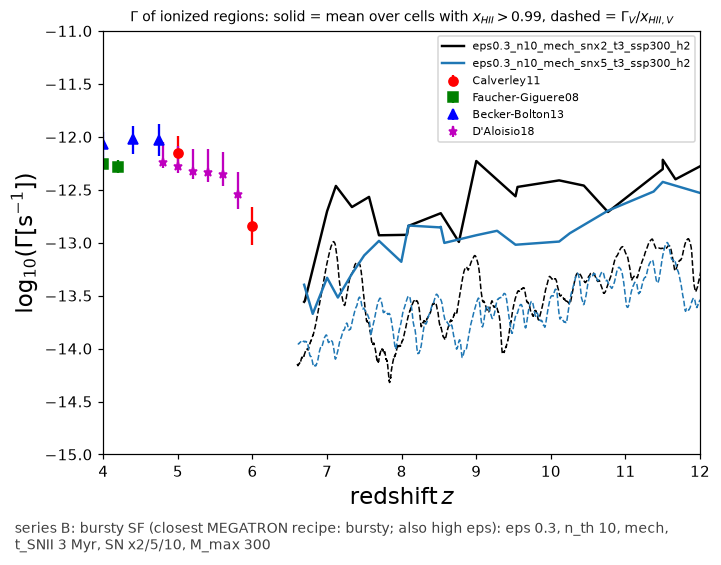 Γ of ionized regions: solid = mean over cells with x_HII > 0.99, dashed = Γ_V/x_HII,V
−11.0
−11.5
−12.0
−12.5
−13.0
−13.5
−14.0
−14.5
−15.0
log₁₀(Γ[s⁻¹])
eps0.3_n10_mech_snx2_t3_ssp300_h2
eps0.3_n10_mech_snx5_t3_ssp300_h2
Calverley11
Faucher-Giguere08
Becker-Bolton13
D'Aloisio18
4 5 6 7 8 9 10 11 12
redshift z
series B: bursty SF (closest MEGATRON recipe: bursty; also high eps): eps 0.3, n_th 10, mech,
t_SNII 3 Myr, SN x2/5/10, M_max 300